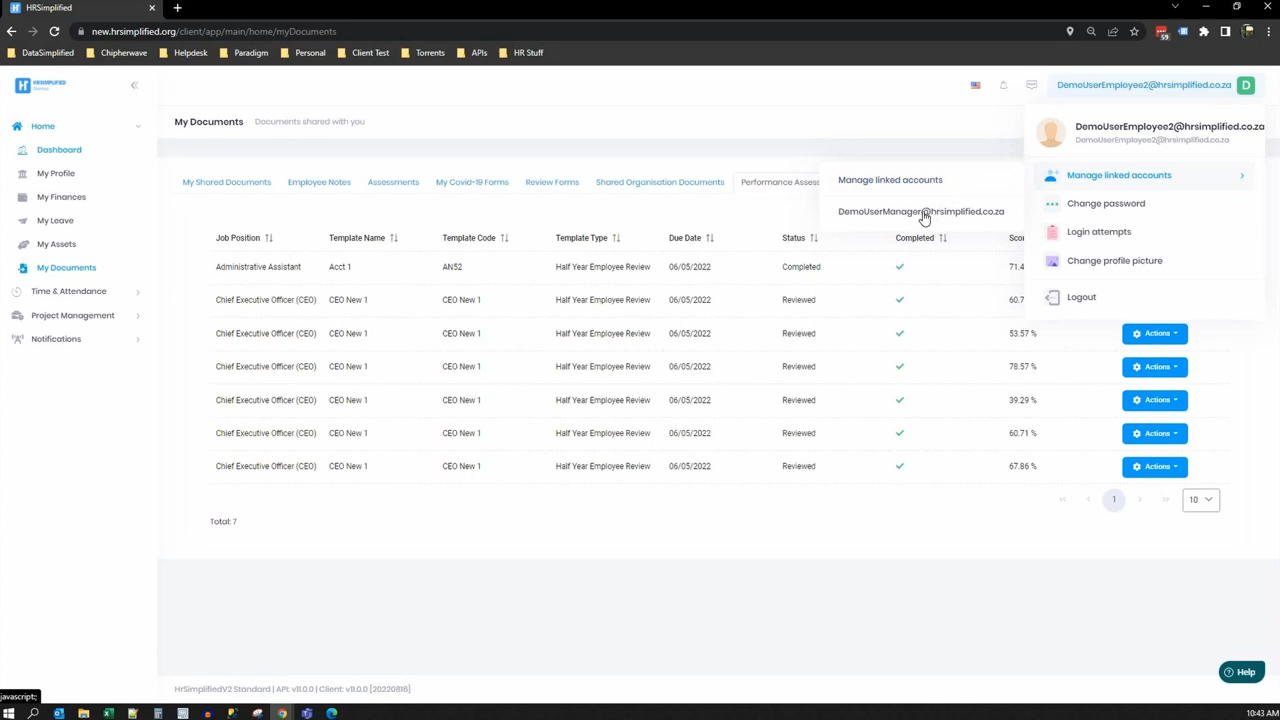 HRSimplified
new.hrsimplified.org/client/app/main/home/myDocuments
59
DataSimplified Chipherwave Helpdesk Paradigm Personal Client Test Torrents APIs HR Stuff
HRSIMPLIFIED
DemoUserEmployee2@hrsimplified.co.za D
My Documents Documents shared with you
Home
Dashboard
My Profile
My Finances
My Leave
My Assets
My Documents
Time & Attendance
Project Management
Notifications
DemoUserEmployee2@hrsimplified.co.za
DemoUserEmployee2@hrsimplified.co.za
Manage linked accounts
Change password
Login attempts
Change profile picture
Logout
Manage linked accounts
DemoUserManager@hrsimplified.co.za
My Shared Documents Employee Notes Assessments My Covid-19 Forms Review Forms Shared Organisation Documents Performance Assess
Job Position Template Name Template Code Template Type Due Date Status Completed Scor
Administrative Assistant Acct 1 AN52 Half Year Employee Review 06/05/2022 Completed 71.4
Chief Executive Officer (CEO) CEO New 1 CEO New 1 Half Year Employee Review 06/05/2022 Reviewed 60.7
Chief Executive Officer (CEO) CEO New 1 CEO New 1 Half Year Employee Review 06/05/2022 Reviewed 53.57 % Actions
Chief Executive Officer (CEO) CEO New 1 CEO New 1 Half Year Employee Review 06/05/2022 Reviewed 78.57 % Actions
Chief Executive Officer (CEO) CEO New 1 CEO New 1 Half Year Employee Review 06/05/2022 Reviewed 39.29 % Actions
Chief Executive Officer (CEO) CEO New 1 CEO New 1 Half Year Employee Review 06/05/2022 Reviewed 60.71 % Actions
Chief Executive Officer (CEO) CEO New 1 CEO New 1 Half Year Employee Review 06/05/2022 Reviewed 67.86 % Actions
1 10
Total: 7
Help
HrSimplifiedV2 Standard | API: v11.0.0 | Client: v11.0.0 [20220816]
javascript:;
10:43 AM